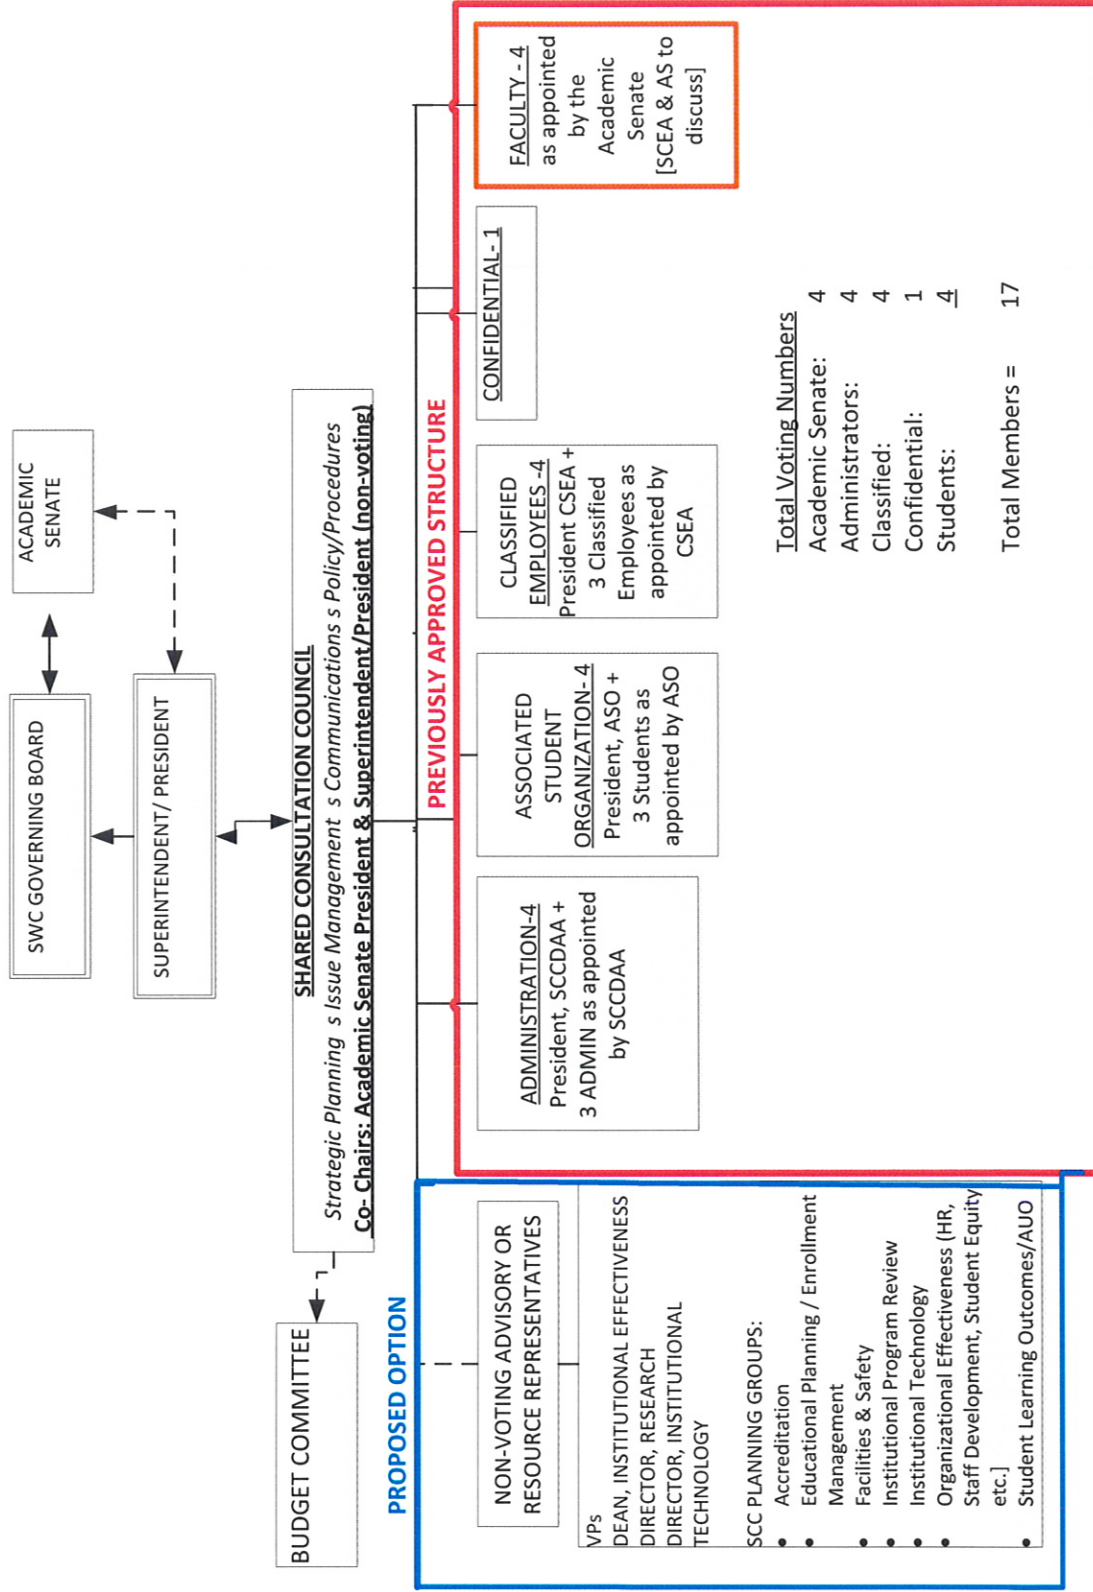 SWC GOVERNING BOARD
ACADEMIC
SENATE
SUPERINTENDENT/ PRESIDENT
BUDGET COMMITTEE
SHARED CONSULTATION COUNCIL
Strategic Planning s Issue Management s Communications s Policy/Procedures
Co- Chairs: Academic Senate President & Superintendent/President (non-voting)
PROPOSED OPTION
NON-VOTING ADVISORY OR
RESOURCE REPRESENTATIVES
VPs
DEAN, INSTITUTIONAL EFFECTIVENESS
DIRECTOR, RESEARCH
DIRECTOR, INSTITUTIONAL
TECHNOLOGY
SCC PLANNING GROUPS:
• Accreditation
• Educational Planning / Enrollment
Management
• Facilities & Safety
• Institutional Program Review
• Institutional Technology
• Organizational Effectiveness (HR,
Staff Development, Student Equity
etc.]
• Student Learning Outcomes/AUO
PREVIOUSLY APPROVED STRUCTURE
ADMINISTRATION-4
President, SCCDAA +
3 ADMIN as appointed
by SCCDAA
ASSOCIATED
STUDENT
ORGANIZATION- 4
President, ASO +
3 Students as
appointed by ASO
CLASSIFIED
EMPLOYEES -4
President CSEA +
3 Classified
Employees as
appointed by
CSEA
CONFIDENTIAL- 1
FACULTY - 4
as appointed
by the
Academic
Senate
[SCEA & AS to
discuss]
Total Voting Numbers
Academic Senate: 4
Administrators: 4
Classified: 4
Confidential: 1
Students: 4
Total Members = 17